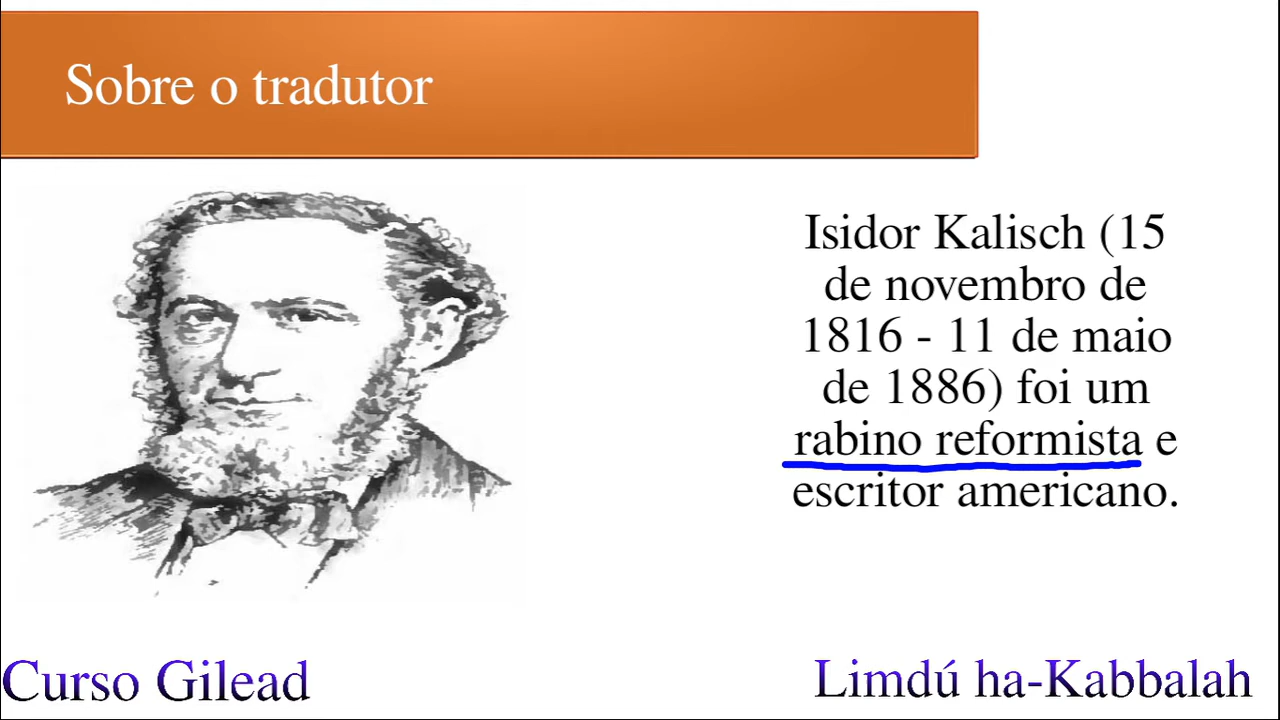 Sobre o tradutor
Isidor Kalisch (15
de novembro de
1816 - 11 de maio
de 1886) foi um
rabino reformista e
escritor americano.
Curso Gilead
Limdú ha-Kabbalah